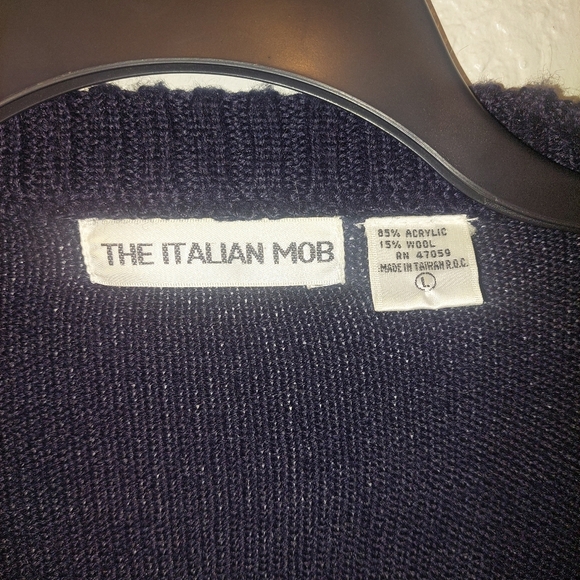 THE ITALIAN MOB
85% ACRYLIC
15% WOOL
RN 47059
MADE IN TAIWAN R.O.C.
L